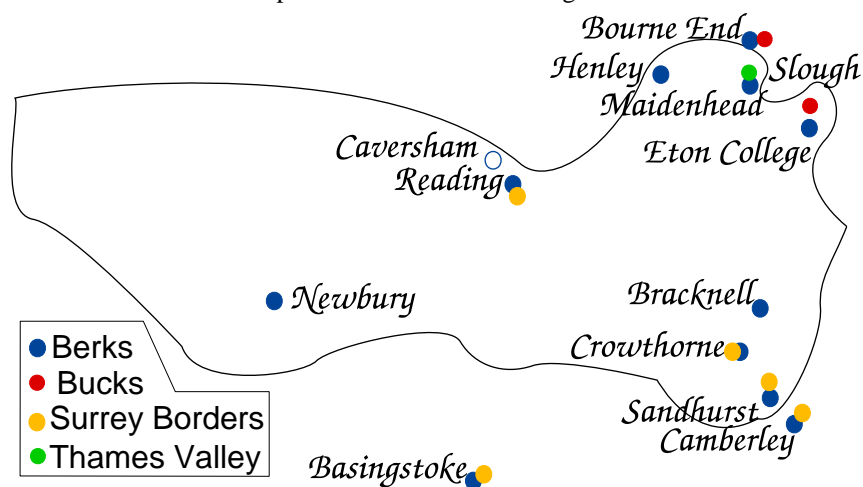 Bourne End
Henley
Slough
Maidenhead
Caversham
Eton College
Reading
Newbury
Bracknell
Crowthorne
Sandhurst
Camberley
Basingstoke
Berks
Bucks
Surrey Borders
Thames Valley